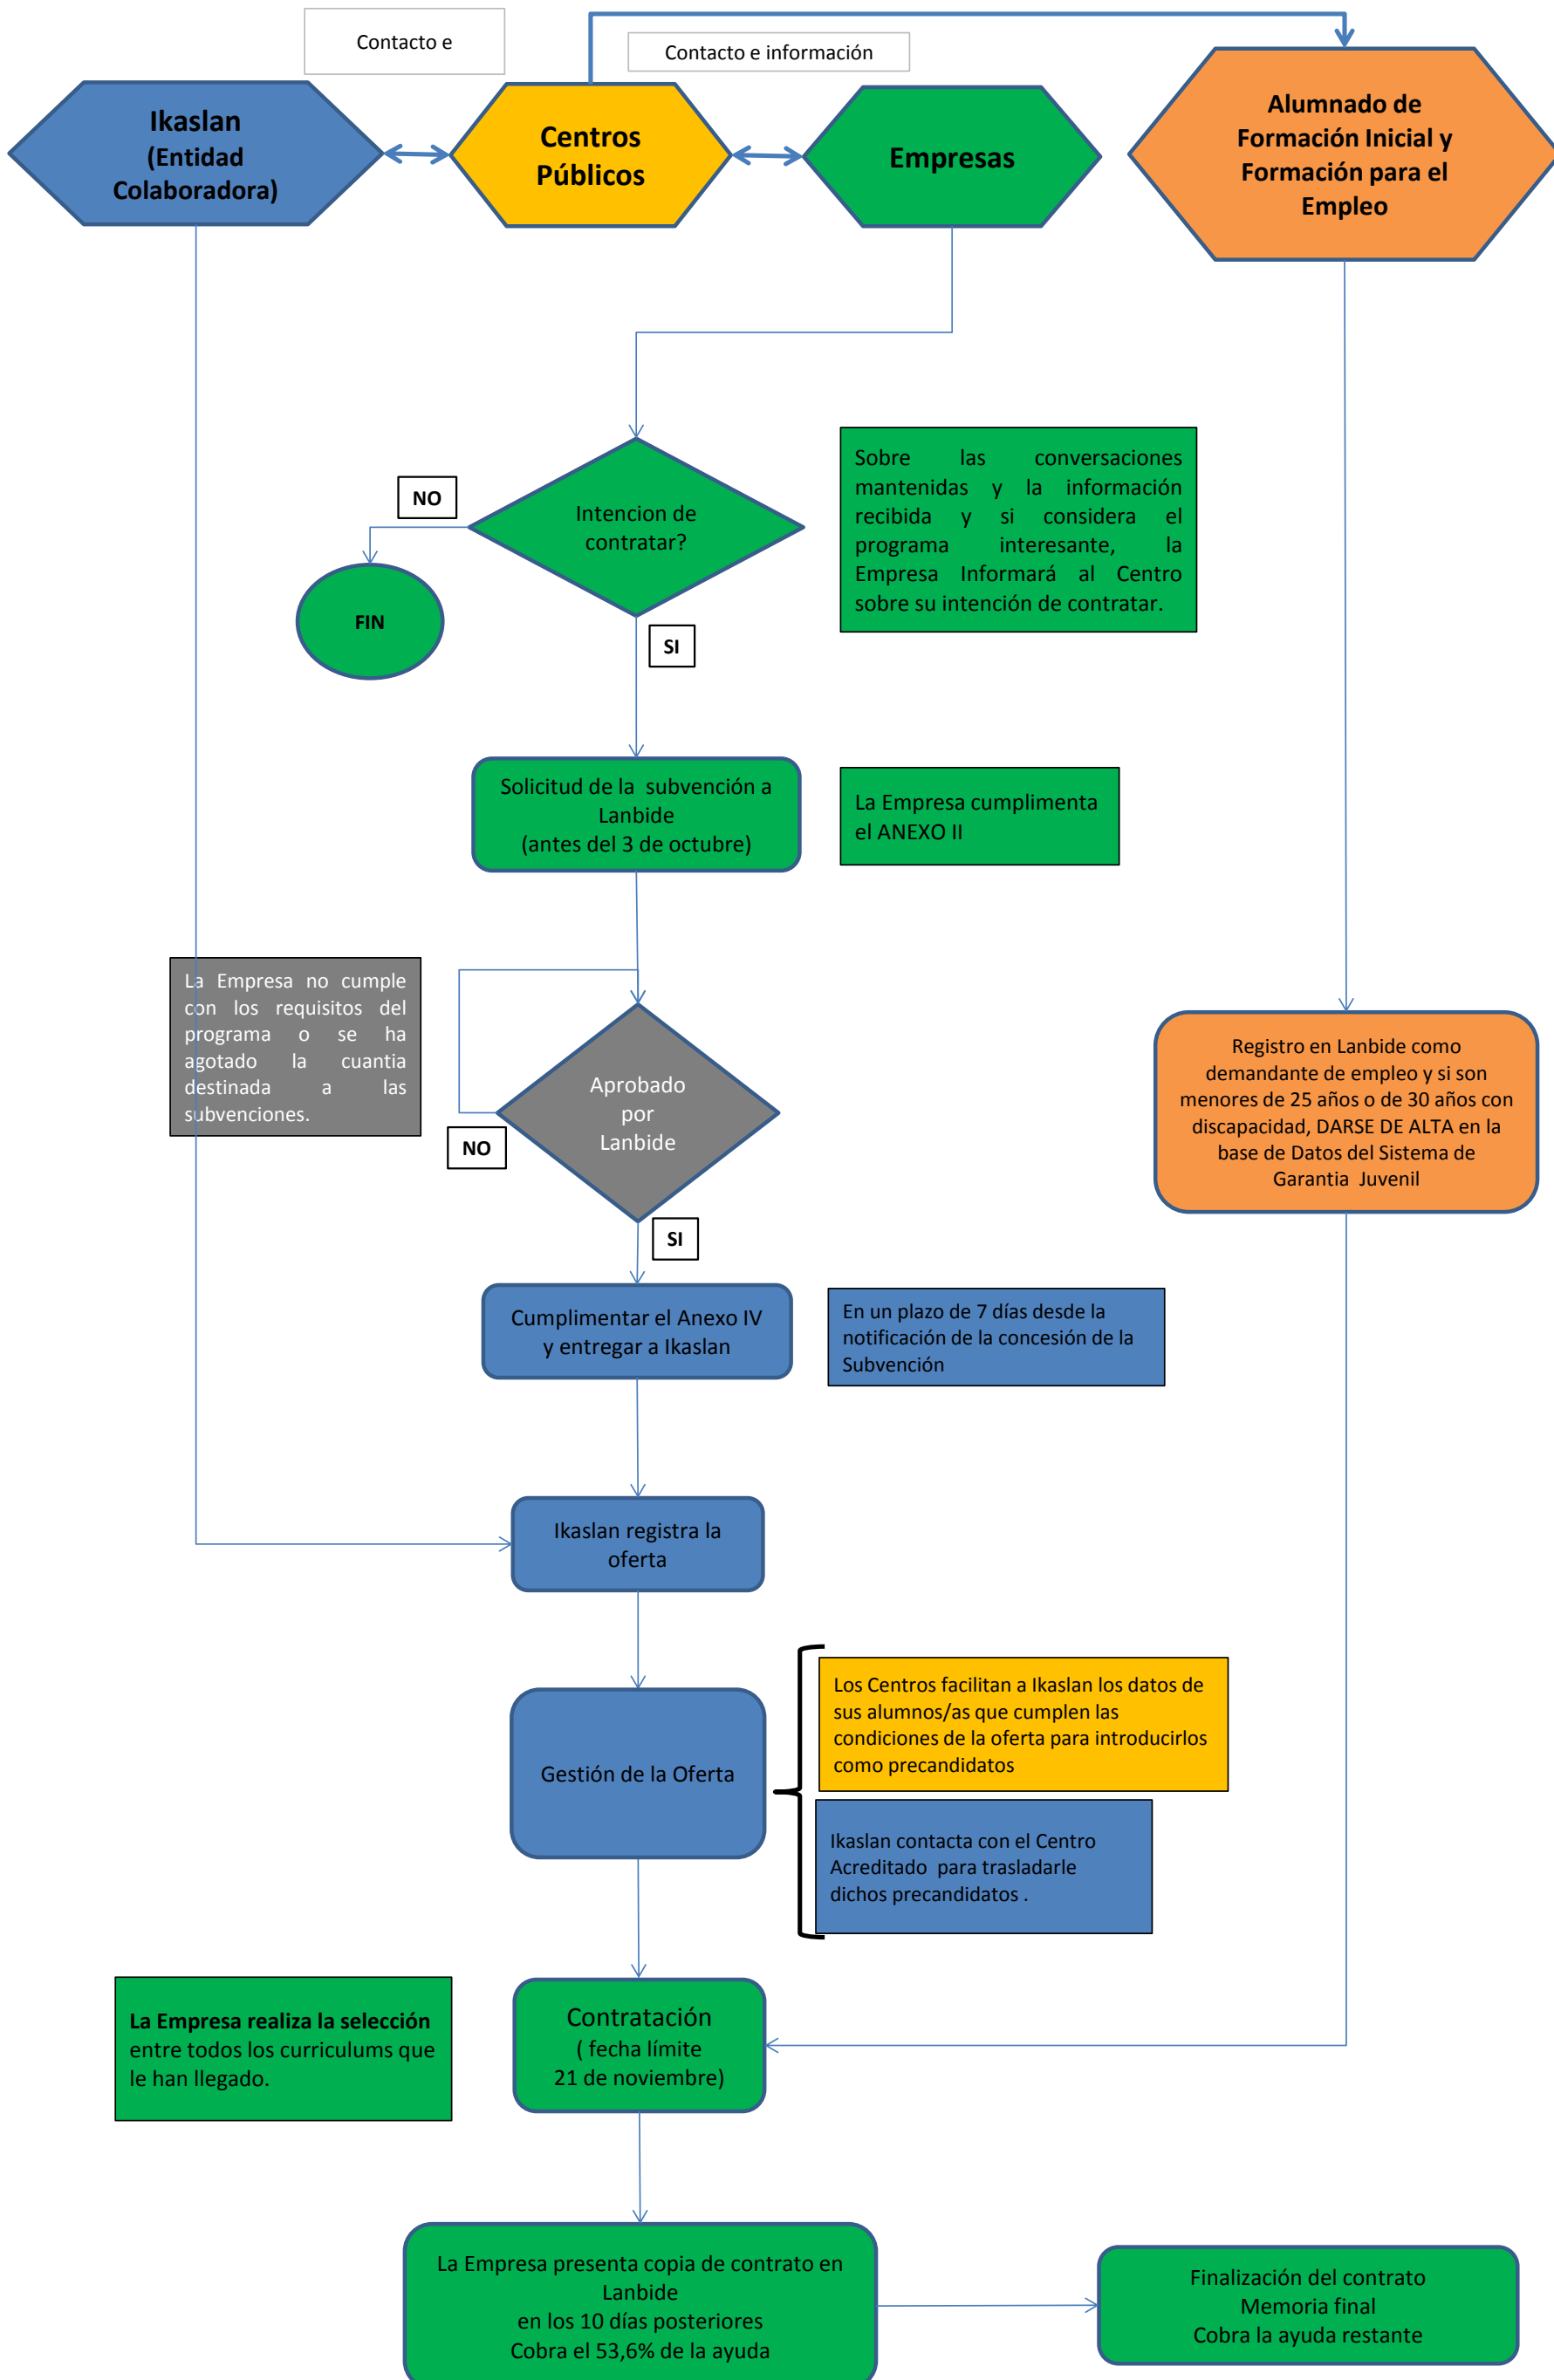 Contacto e
Contacto e información
Ikaslan
(Entidad
Colaboradora)
Centros
Públicos
Empresas
Alumnado de
Formación Inicial y
Formación para el
Empleo
Intencion de
contratar?
NO
FIN
SI
Sobre las conversaciones
mantenidas y la información
recibida y si considera el
programa interesante, la
Empresa Informará al Centro
sobre su intención de contratar.
Solicitud de la subvención a
Lanbide
(antes del 3 de octubre)
La Empresa cumplimenta
el ANEXO II
La Empresa no cumple
con los requisitos del
programa o se ha
agotado la cuantia
destinada a las
subvenciones.
Aprobado
por
Lanbide
NO
SI
Registro en Lanbide como
demandante de empleo y si son
menores de 25 años o de 30 años con
discapacidad, DARSE DE ALTA en la
base de Datos del Sistema de
Garantia Juvenil
Cumplimentar el Anexo IV
y entregar a Ikaslan
En un plazo de 7 días desde la
notificación de la concesión de la
Subvención
Ikaslan registra la
oferta
Gestión de la Oferta
Los Centros facilitan a Ikaslan los datos de
sus alumnos/as que cumplen las
condiciones de la oferta para introducirlos
como precandidatos
Ikaslan contacta con el Centro
Acreditado para trasladarle
dichos precandidatos .
La Empresa realiza la selección
entre todos los curriculums que
le han llegado.
Contratación
( fecha límite
21 de noviembre)
La Empresa presenta copia de contrato en
Lanbide
en los 10 días posteriores
Cobra el 53,6% de la ayuda
Finalización del contrato
Memoria final
Cobra la ayuda restante